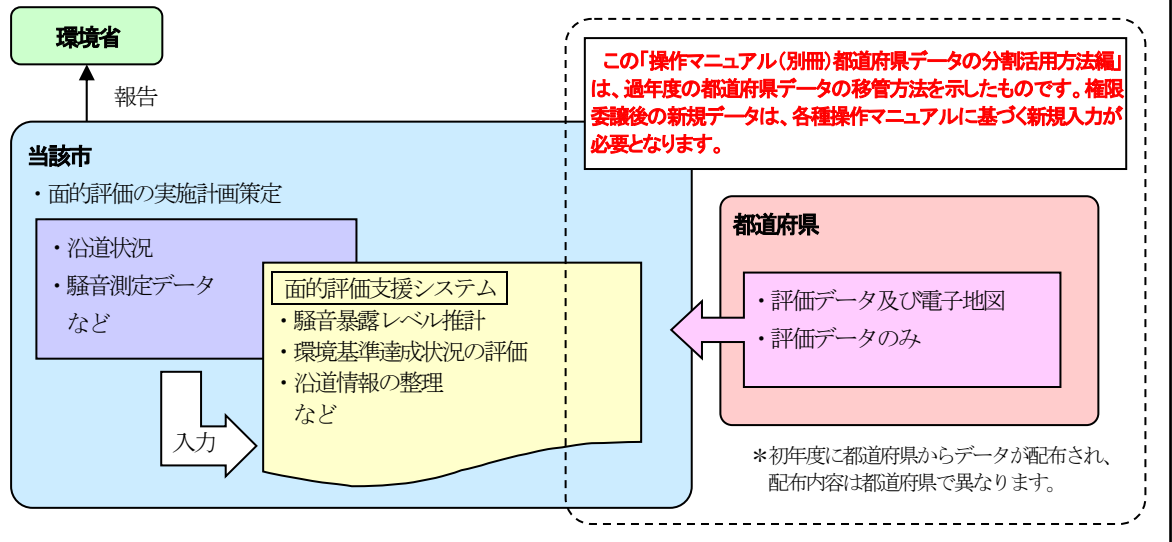 環境省
報告
この「操作マニュアル（別冊）都道府県データの分割活用方法編」
は、過年度の都道府県データの移管方法を示したものです。権限
委譲後の新規データは、各種操作マニュアルに基づく新規入力が
必要となります。
当該市
・面的評価の実施計画策定
・沿道状況
・騒音測定データ
など
面的評価支援システム
・騒音暴露レベル推計
・環境基準達成状況の評価
・沿道情報の整理
など
入力
都道府県
・評価データ及び電子地図
・評価データのみ
＊初年度に都道府県からデータが配布され、
配布内容は都道府県で異なります。